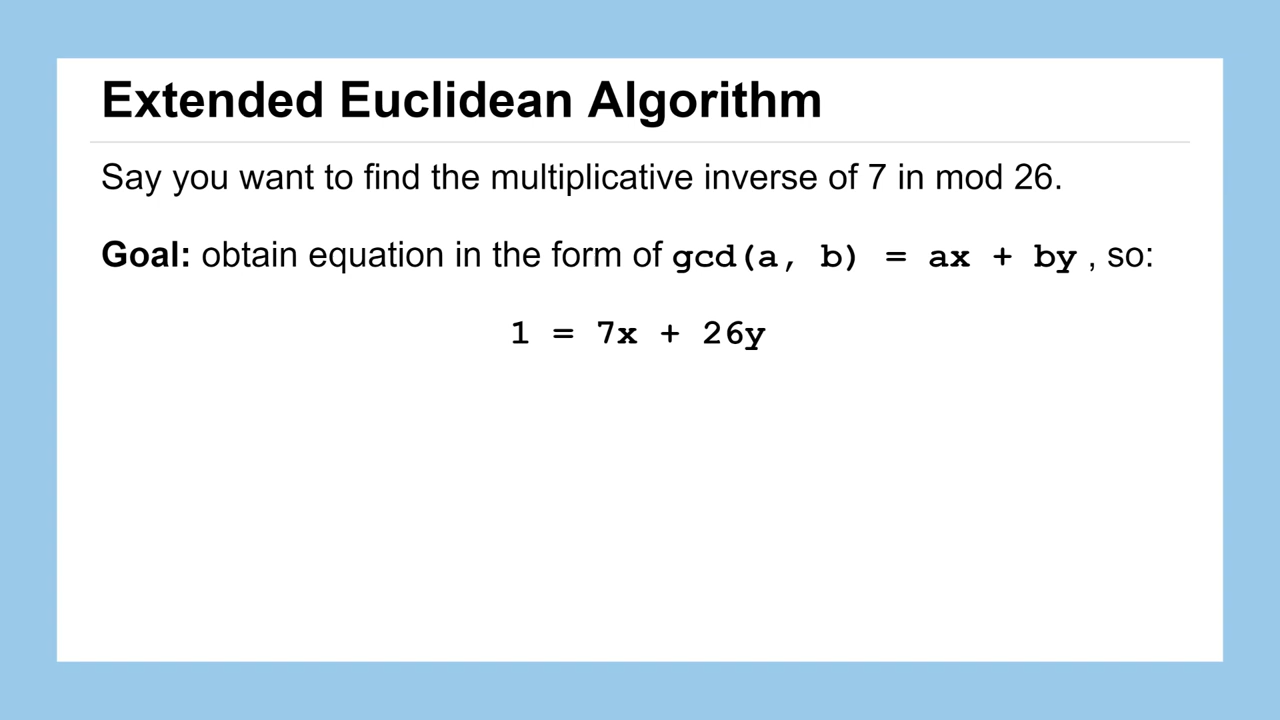 Extended Euclidean Algorithm
Say you want to find the multiplicative inverse of 7 in mod 26.
Goal: obtain equation in the form of gcd(a, b) = ax + by , so:
1 = 7x + 26y